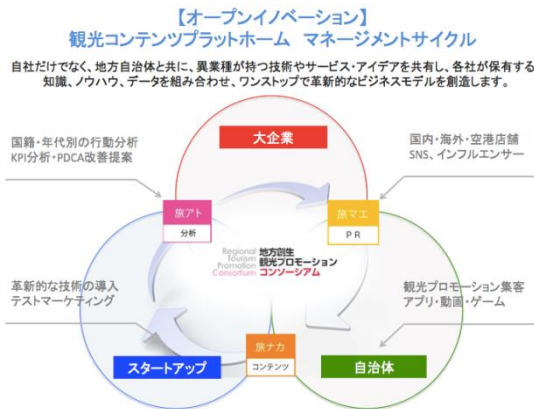 【オープンイノベーション】
観光コンテンツプラットホーム マネージメントサイクル
自社だけでなく、地方自治体と共に、異業種が持つ技術やサービス・アイデアを共有し、各社が保有する
知識、ノウハウ、データを組み合わせ、ワンストップで革新的なビジネスモデルを創造します。
大企業
国籍・年代別の行動分析
KPI分析・PDCA改善提案
国内・海外・空港店舗
SNS、インフルエンサー
旅アト
分析
旅マエ
PR
Regional
Tourism
Promotion
Consortium
地方創生
観光プロモーション
コンソーシアム
革新的な技術の導入
テストマーケティング
観光プロモーション集客
アプリ・動画・ゲーム
スタートアップ
旅ナカ
コンテンツ
自治体